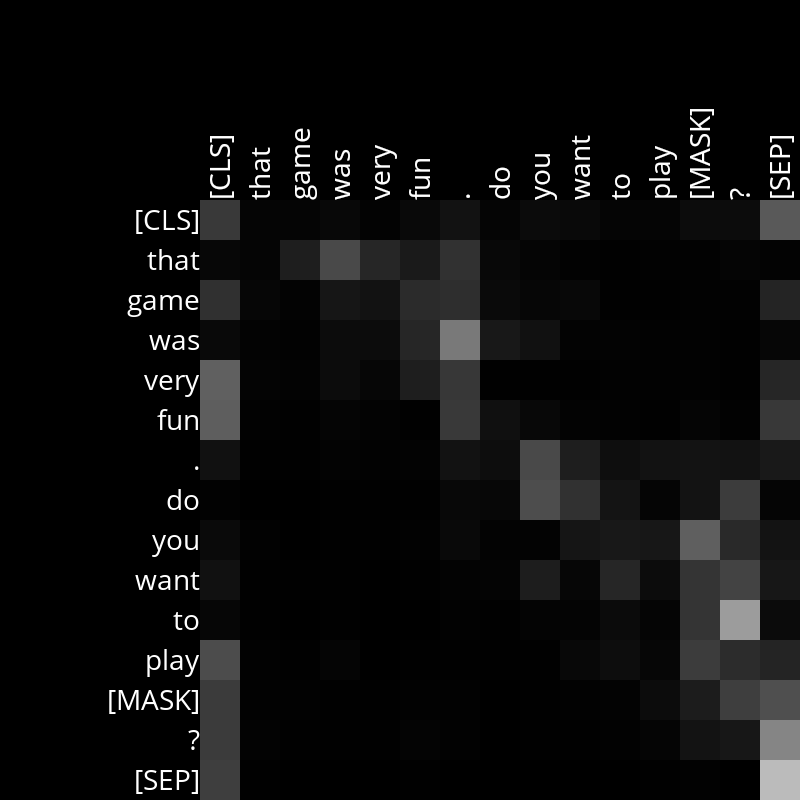 [CLS] that game was very fun . do you want to play [MASK] ? [SEP]
[CLS]
that
game
was
very
fun
.
do
you
want
to
play
[MASK]
?
[SEP]